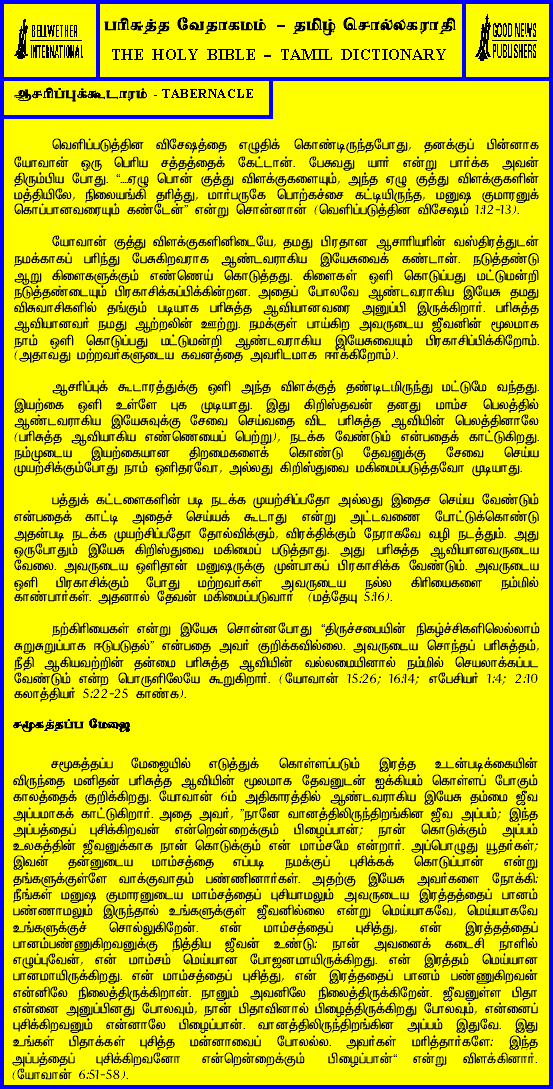 BELLWETHER
INTERNATIONAL
பரிசுத்த வேதாகமம் - தமிழ் சொல்லகராதி
THE HOLY BIBLE - TAMIL DICTIONARY
GOOD NEWS
PUBLISHERS
ஆசரிப்புக்கூடாரம் - TABERNACLE
வெளிப்படுத்தின விசேஷத்தை எழுதிக் கொண்டிருந்தபோது, தனக்குப் பின்னாக
யோவான் ஒரு பெரிய சத்தத்தைக் கேட்டான். பேசுவது யார் என்று பார்க்க அவன்
திரும்பிய போது. "...ஏழு பொன் குத்து விளக்குகளையும், அந்த ஏழு குத்து விளக்குகளின்
மத்தியிலே, நிலையங்கி தரித்து, மார்பருகே பொற்கச்சை கட்டியிருந்த, மனுஷ குமாரனுக்
கொப்பானவரையும் கண்டேன்" என்று சொன்னான் (வெளிப்படுத்தின விசேஷம் 1:12-13).
யோவான் குத்து விளக்குகளினிடையே, தமது பிரதான ஆசாரியரின் வஸ்திரத்துடன்
நமக்காகப் பரிந்து பேசுகிறவராக ஆண்டவராகிய இயேசுவைக் கண்டான். நடுத்தண்டு
ஆறு கிளைகளுக்கும் எண்ணெய் கொடுத்தது. கிளைகள் ஒளி கொடுப்பது மட்டுமன்றி
நடுத்தண்டையும் பிரகாசிக்கப்பிக்கின்றன. அதைப் போலவே ஆண்டவராகிய இயேசு தமது
விசுவாசிகளில் தங்கும் படியாக பரிசுத்த ஆவியானவரை அனுப்பி இருக்கிறார். பரிசுத்த
ஆவியானவர் நமது ஆற்றலின் ஊற்று. நமக்குள் பாய்கிற அவருடைய ஜீவனின் மூலமாக
நாம் ஒளி கொடுப்பது மட்டுமன்றி ஆண்டவராகிய இயேசுவையும் பிரகாசிப்பிக்கிறோம்.
(அதாவது மற்றவர்களுடைய கவனத்தை அவரிடமாக ஈர்க்கிறோம்).
ஆசரிப்புக் கூடாரத்துக்கு ஒளி அந்த விளக்குத் தண்டிடமிருந்து மட்டுமே வந்தது.
இயற்கை ஒளி உள்ளே புக முடியாது. இது கிறிஸ்தவன் தனது மாம்ச பெலத்தில்
ஆண்டவராகிய இயேசுவுக்கு சேவை செய்வதை விட பரிசுத்த ஆவியின் பெலத்தினாலே
(பரிசுத்த ஆவியாகிய எண்ணெயைப் பெற்று), நடக்க வேண்டும் என்பதைக் காட்டுகிறது.
நம்முடைய இயற்கையான திறமைகளைக் கொண்டு தேவனுக்கு சேவை செய்ய
முயற்சிக்கும்போது நாம் ஒளிதரவோ, அல்லது கிறிஸ்துவை மகிமைப்படுத்தவோ முடியாது.
பத்துக் கட்டளைகளின் படி நடக்க முயற்சிப்பதோ அல்லது இதைச செய்ய வேண்டும்
என்பதைக் காட்டி அதைச் செய்யக் கூடாது என்று அட்டவணை போட்டுக்கொண்டு
அதன்படி நடக்க முயற்சிப்பதோ தோல்விக்கும், விரக்திக்கும் நேராகவே வழி நடத்தும். அது
ஒருபோதும் இயேசு கிறிஸ்துவை மகிமைப் படுத்தாது. அது பரிசுத்த ஆவியானவருடைய
வேலை. அவருடைய ஒளிதான் மனுஷருக்கு முன்பாகப் பிரகாசிக்க வேண்டும். அவருடைய
ஒளி பிரகாசிக்கும் போது மற்றவர்கள் அவருடைய நல்ல கிரியைகளை நம்மில்
காண்பார்கள். அதனால் தேவன் மகிமைப்படுவார் (மத்தேயு 5:16).
நற்கிரியைகள் என்று இயேசு சொன்னபோது "திருச்சபையின் நிகழ்ச்சிகளிலெல்லாம்
சுறுசுறுப்பாக ஈடுபடுதல்" என்பதை அவர் குறிக்கவில்லை. அவருடைய சொந்தப் பரிசுத்தம்,
நீதி ஆகியவற்றின் தன்மை பரிசுத்த ஆவியின் வல்லமையினால் நம்மில் செயலாக்கப்பட
வேண்டும் என்ற பொருளிலேயே கூறுகிறார். (யோவான் 15:26; 16:14; எபேசியர் 1:4; 2:10
கலாத்தியர் 5:22-25 காண்க).
சமுகத்தப்ப மேஜை
சமூகத்தப்ப மேஜையில் எடுத்துக் கொள்ளப்படும் இரத்த உடன்படிக்கையின்
விருந்தை மனிதன் பரிசுத்த ஆவியின் மூலமாக தேவனுடன் ஐக்கியம் கொள்ளப் போகும்
காலத்தைக் குறிக்கிறது. யோவான் 6ம் அதிகாரத்தில் ஆண்டவராகிய இயேசு தம்மை ஜீவ
அப்பமாகக் காட்டுகிறார். அதை அவர், "நானே வானத்திலிருந்திறங்கின ஜீவ அப்பம்; இந்த
அப்பத்தைப் புசிக்கிறவன் என்றென்றைக்கும் பிழைப்பான்; நான் கொடுக்கும் அப்பம்
உலகத்தின் ஜீவனுக்காக நான் கொடுக்கும் என் மாம்சமே என்றார். அப்பொழுது யூதர்கள்;
இவன் தன்னுடைய மாம்சத்தை எப்படி நமக்குப் புசிக்கக் கொடுப்பான் என்று
தங்களுக்குள்ளே வாக்குவாதம் பண்ணினார்கள். அதற்கு இயேசு அவர்களை நோக்கி:
நீங்கள் மனுஷ குமாரனுடைய மாம்சத்தைப் புசியாமலும் அவருடைய இரத்தத்தைப் பானம்
பண்ணாமலும் இருந்தால் உங்களுக்குள் ஜீவனில்லை என்று மெய்யாகவே, மெய்யாகவே
உங்களுக்குச் சொல்லுகிறேன். என் மாம்சத்தைப் புசித்து, என் இரத்தத்தைப்
பானம்பண்ணுகிறவனுக்கு நித்திய ஜீவன் உண்டு; நான் அவனைக் கடைசி நாளில்
எழுப்புவேன், என் மாம்சம் மெய்யான போஜனமாயிருக்கிறது. என் இரத்தம் மெய்யான
பானமாயிருக்கிறது. என் மாம்சத்தைப் புசித்து, என் இரத்ததைப் பானம் பண்ணுகிறவன்
என்னிலே நிலைத்திருக்கிறான். நானும் அவனிலே நிலைத்திருக்கிறேன். ஜீவனுள்ள பிதா
என்னை அனுப்பினது போலவும், நான் பிதாவினால் பிழைத்திருக்கிறது போலவும், என்னைப்
புசிக்கிறவனும் என்னாலே பிழைப்பான். வானத்திலிருந்திறங்கின அப்பம் இதுவே. இது
உங்கள் பிதாக்கள் புசித்த மன்னாவைப் போலல்ல. அவர்கள் மரித்தார்களே: இந்த
அப்பத்தைப் புசிக்கிறவனோ என்றென்றைக்கும் பிழைப்பான்" என்று விளக்கினார்.
(யோவான் 6:51-58).